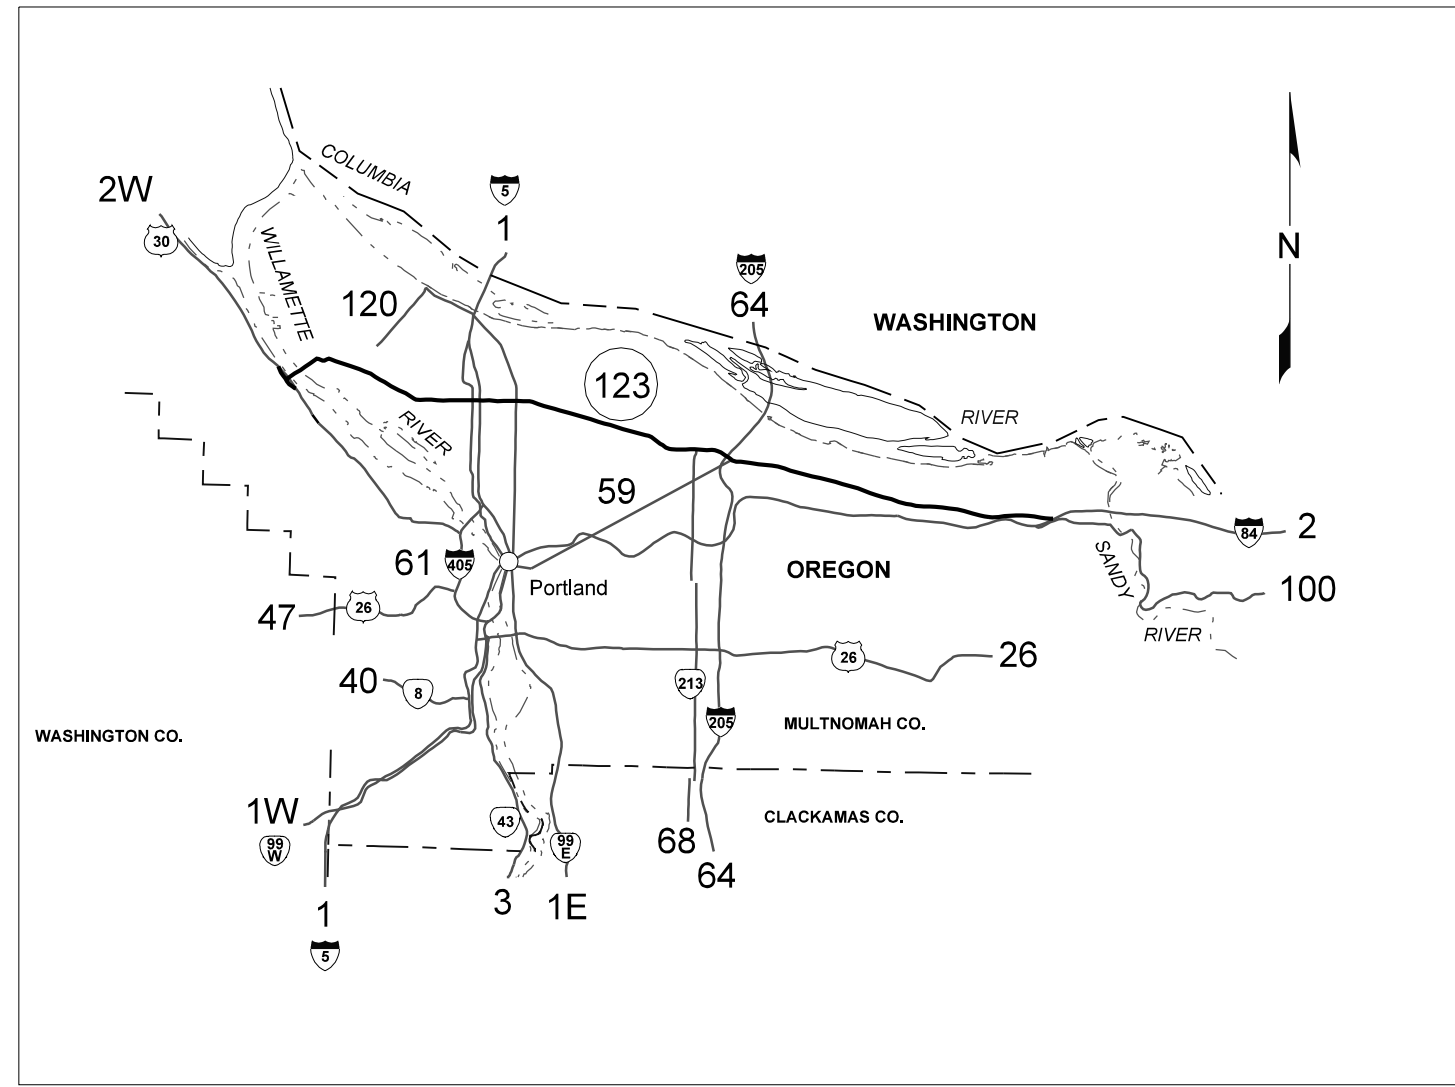 COLUMBIA
2W
5
1
30
WILLAMETTE
N
205
120
64
WASHINGTON
123
RIVER
RIVER
59
2
84
61
405
SANDY
OREGON
Portland
100
26
47
RIVER
26
26
40
8
213
205
MULTNOMAH CO.
WASHINGTON CO.
1W
43
CLACKAMAS CO.
99
W
99
E
68
64
3
1E
1
5